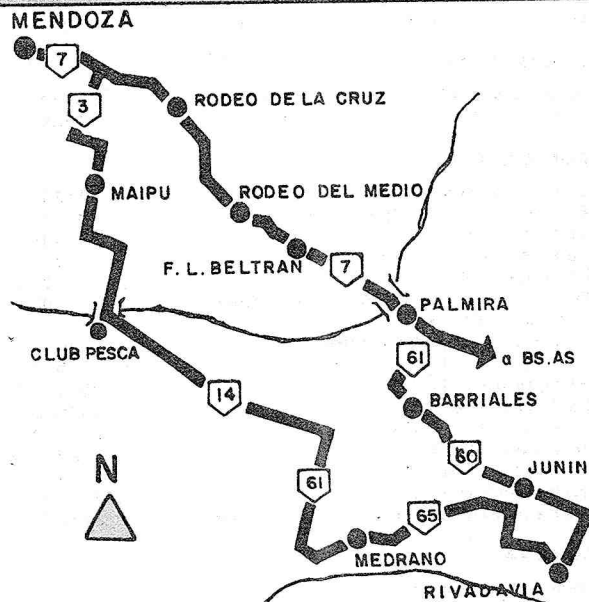 MENDOZA
7
3
RODEO DE LA CRUZ
MAIPU
RODEO DEL MEDIO
F. L. BELTRAN
7
PALMIRA
CLUB PESCA
61
α BS.AS
14
BARRIALES
N
60
JUNIN
61
65
MEDRANO
RIVADAVIA